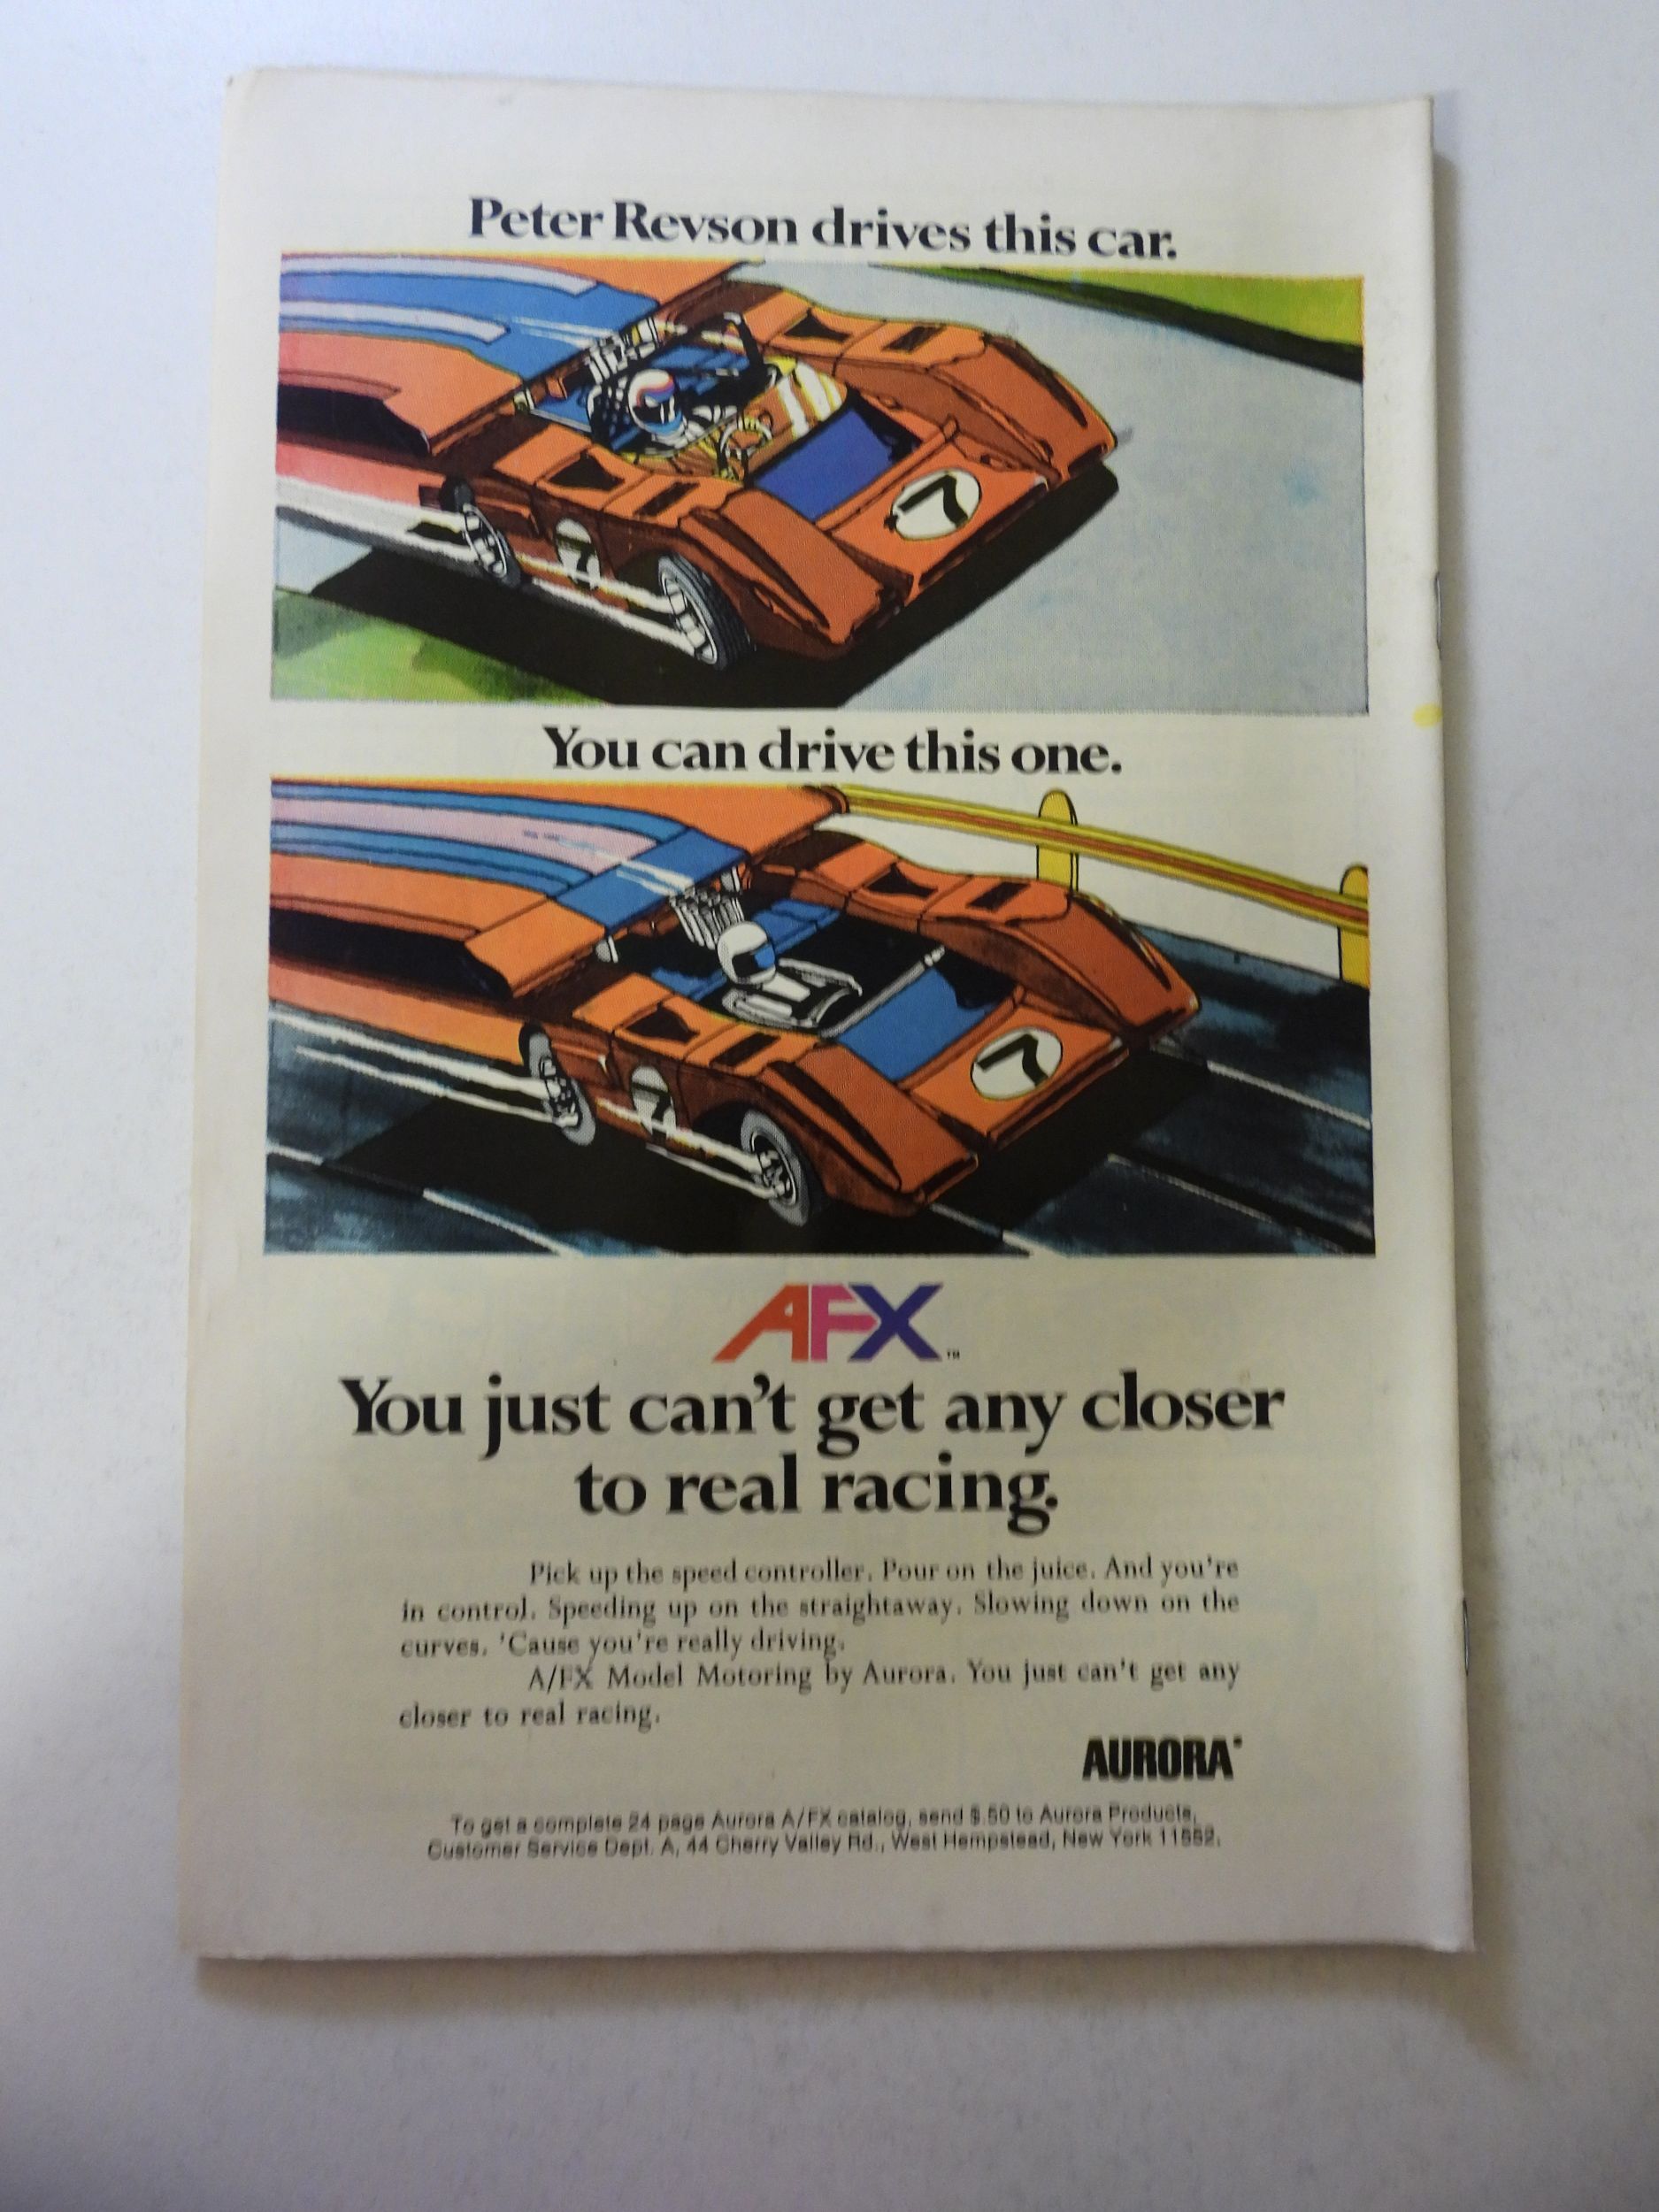 Peter Revson drives this car.
7
7
You can drive this one.
7
7
AFX™
You just can't get any closer
to real racing.
Pick up the speed controller. Pour on the juice. And you're
in control. Speeding up on the straightaway. Slowing down on the
curves. 'Cause you're really driving.
A/FX Model Motoring by Aurora. You just can't get any
closer to real racing.
AURORA®
To get a complete 24 page Aurora A/FX catalog, send $.50 to Aurora Products,
Customer Service Dept. A, 44 Cherry Valley Rd., West Hempstead, New York 11552.